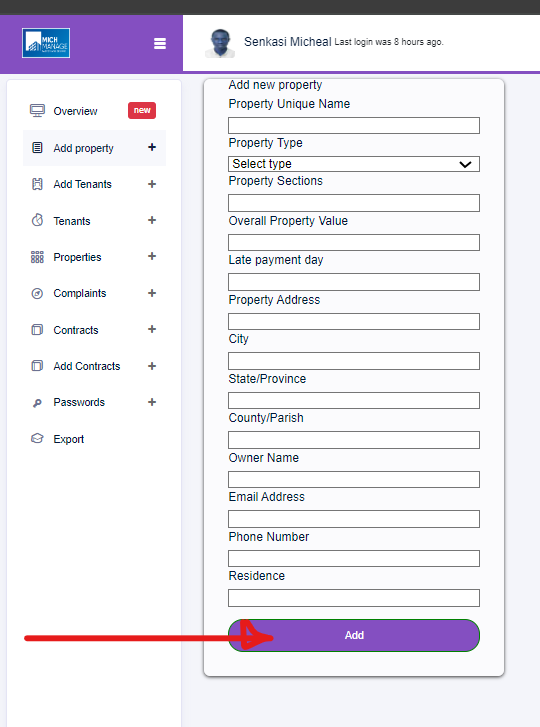 MICH
MANAGE
Senkasi Micheal Last login was 8 hours ago.
Overview new
Add property +
Add Tenants +
Tenants +
Properties +
Complaints +
Contracts +
Add Contracts +
Passwords +
Export
Add new property
Property Unique Name
Property Type
Select type
Property Sections
Overall Property Value
Late payment day
Property Address
City
State/Province
County/Parish
Owner Name
Email Address
Phone Number
Residence
Add